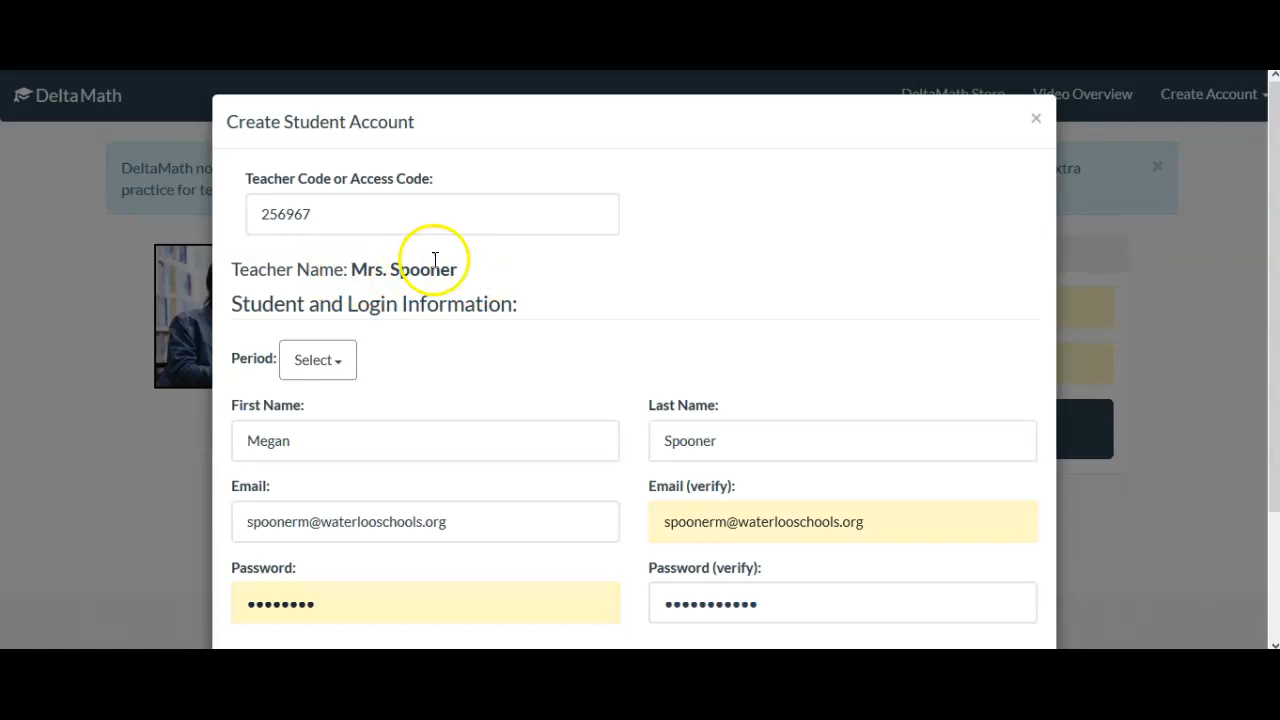 DeltaMath
DeltaMath Store
Video Overview
Create Account
Create Student Account
×
DeltaMath no
xtra
×
practice for te
Teacher Code or Access Code:
256967
Teacher Name: Mrs. Spooner
Student and Login Information:
Period: Select
First Name:
Last Name:
Megan
Spooner
Email:
Email (verify):
spoonerm@waterlooschools.org
spoonerm@waterlooschools.org
Password:
Password (verify):
••••••••
•••••••••••